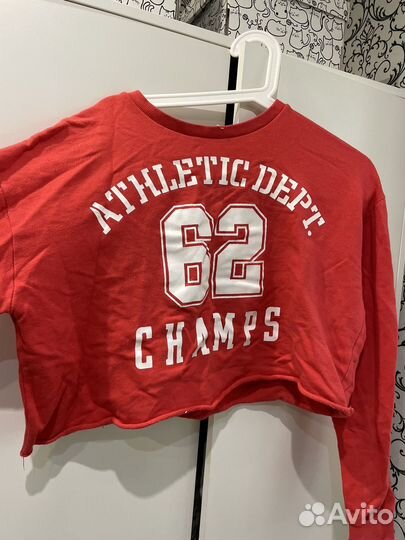 ATHLETIC DEPT.
62
CHAMPS
Avito